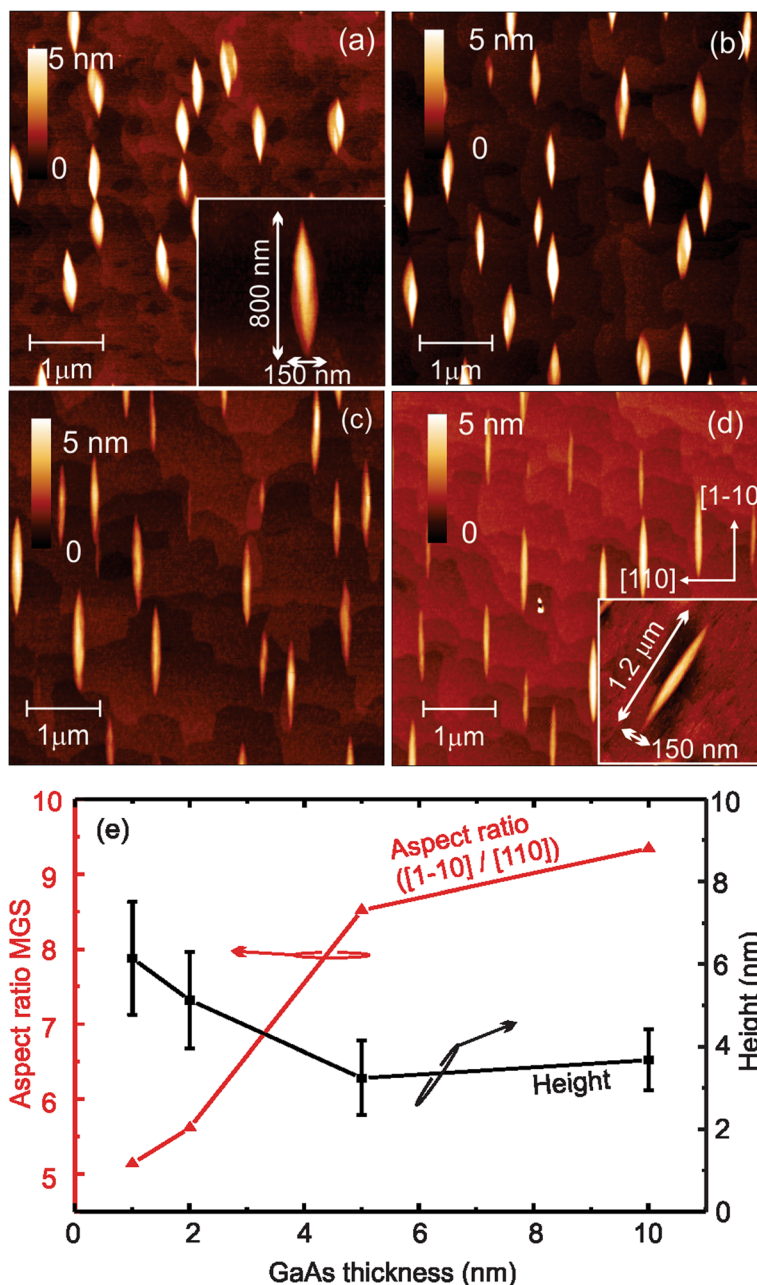 (a)
5 nm
0
1μm
800 nm
150 nm
(b)
5 nm
0
1μm
(c)
5 nm
0
1μm
(d)
5 nm
0
[1-10]
[110]
1μm
1.2 μm
150 nm
(e)
Aspect ratio
([1-10] / [110])
Height
10
9
8
7
6
5
Aspect ratio MGS
10
8
6
4
2
0
Height (nm)
0 2 4 6 8 10
GaAs thickness (nm)